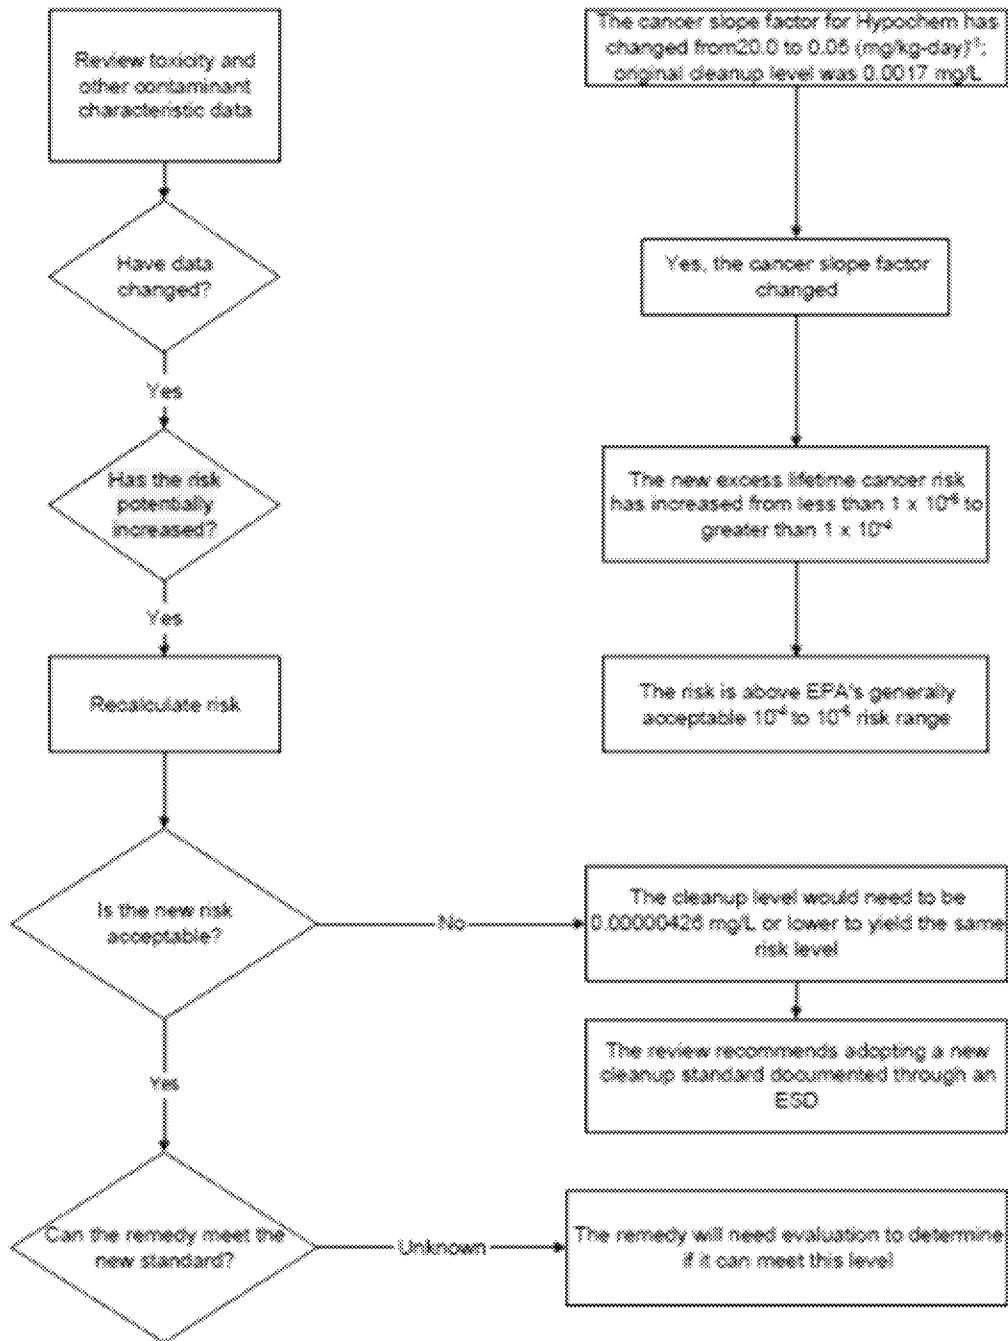 Review toxicity and
other contaminant
characteristic data
The cancer slope factor for Hypochem has
changed from20.0 to 0.05 (mg/kg-day)⁻¹;
original cleanup level was 0.0017 mg/L
Have data
changed?
Yes, the cancer slope factor
changed
Yes
Has the risk
potentially
increased?
The new excess lifetime cancer risk
has increased from less than 1 x 10⁻⁶ to
greater than 1 x 10⁻⁴
Yes
Recalculate risk
The risk is above EPA's generally
acceptable 10⁻⁴ to 10⁻⁶ risk range
Is the new risk
acceptable?
No
The cleanup level would need to be
0.00000426 mg/L or lower to yield the same
risk level
The review recommends adopting a new
cleanup standard documented through an
ESD
Yes
Can the remedy meet the
new standard?
Unknown
The remedy will need evaluation to determine
if it can meet this level